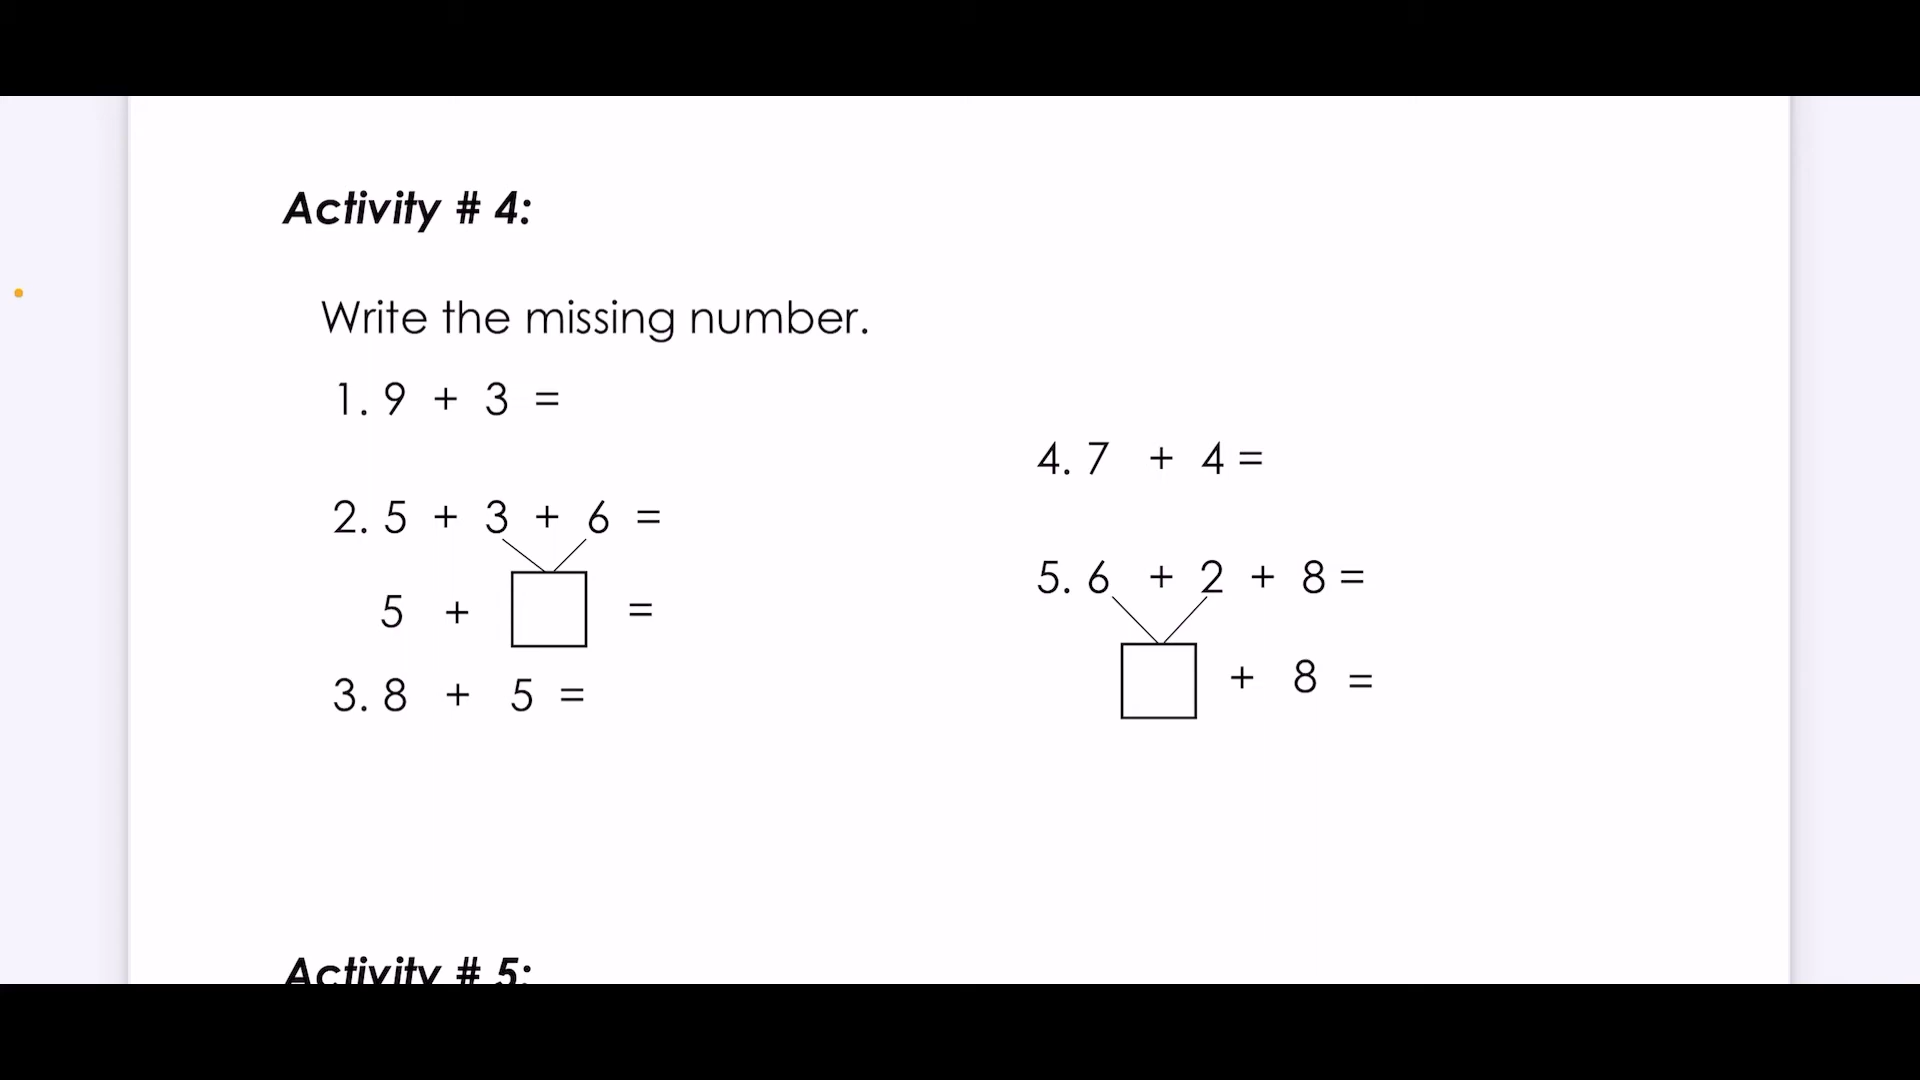 Activity # 4:
Write the missing number.
1. 9 + 3 =
2. 5 + 3 + 6 =
5 + =
3. 8 + 5 =
4. 7 + 4 =
5. 6 + 2 + 8 =
+ 8 =
Activity # 5: